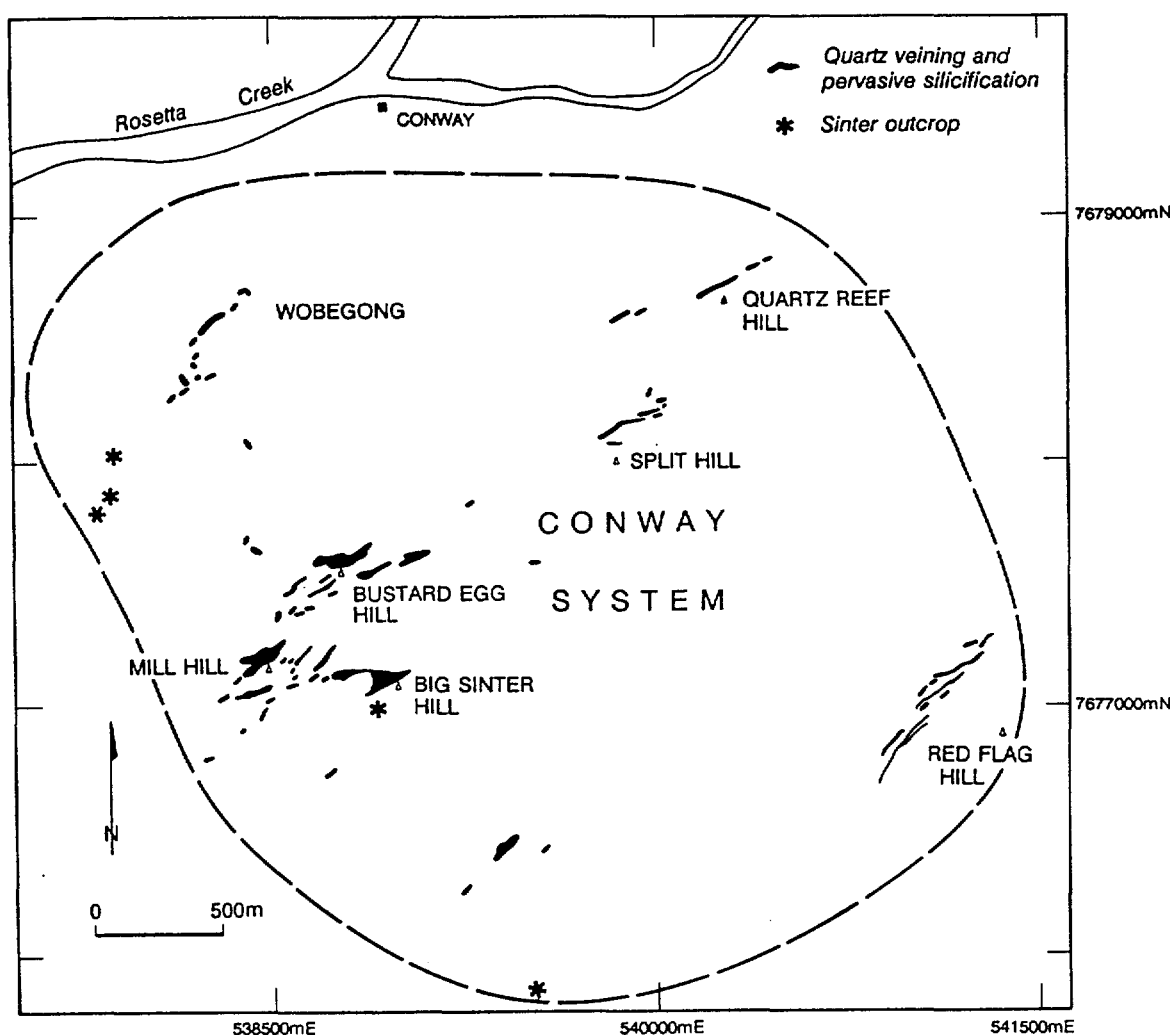 Quartz veining and
pervasive silicification
Sinter outcrop
Rosetta Creek
CONWAY
7679000mN
WOBEGONG
QUARTZ REEF
HILL
SPLIT HILL
CONWAY
SYSTEM
BUSTARD EGG
HILL
MILL HILL
BIG SINTER
HILL
7677000mN
RED FLAG
HILL
N
0 500m
538500mE 540000mE 541500mE